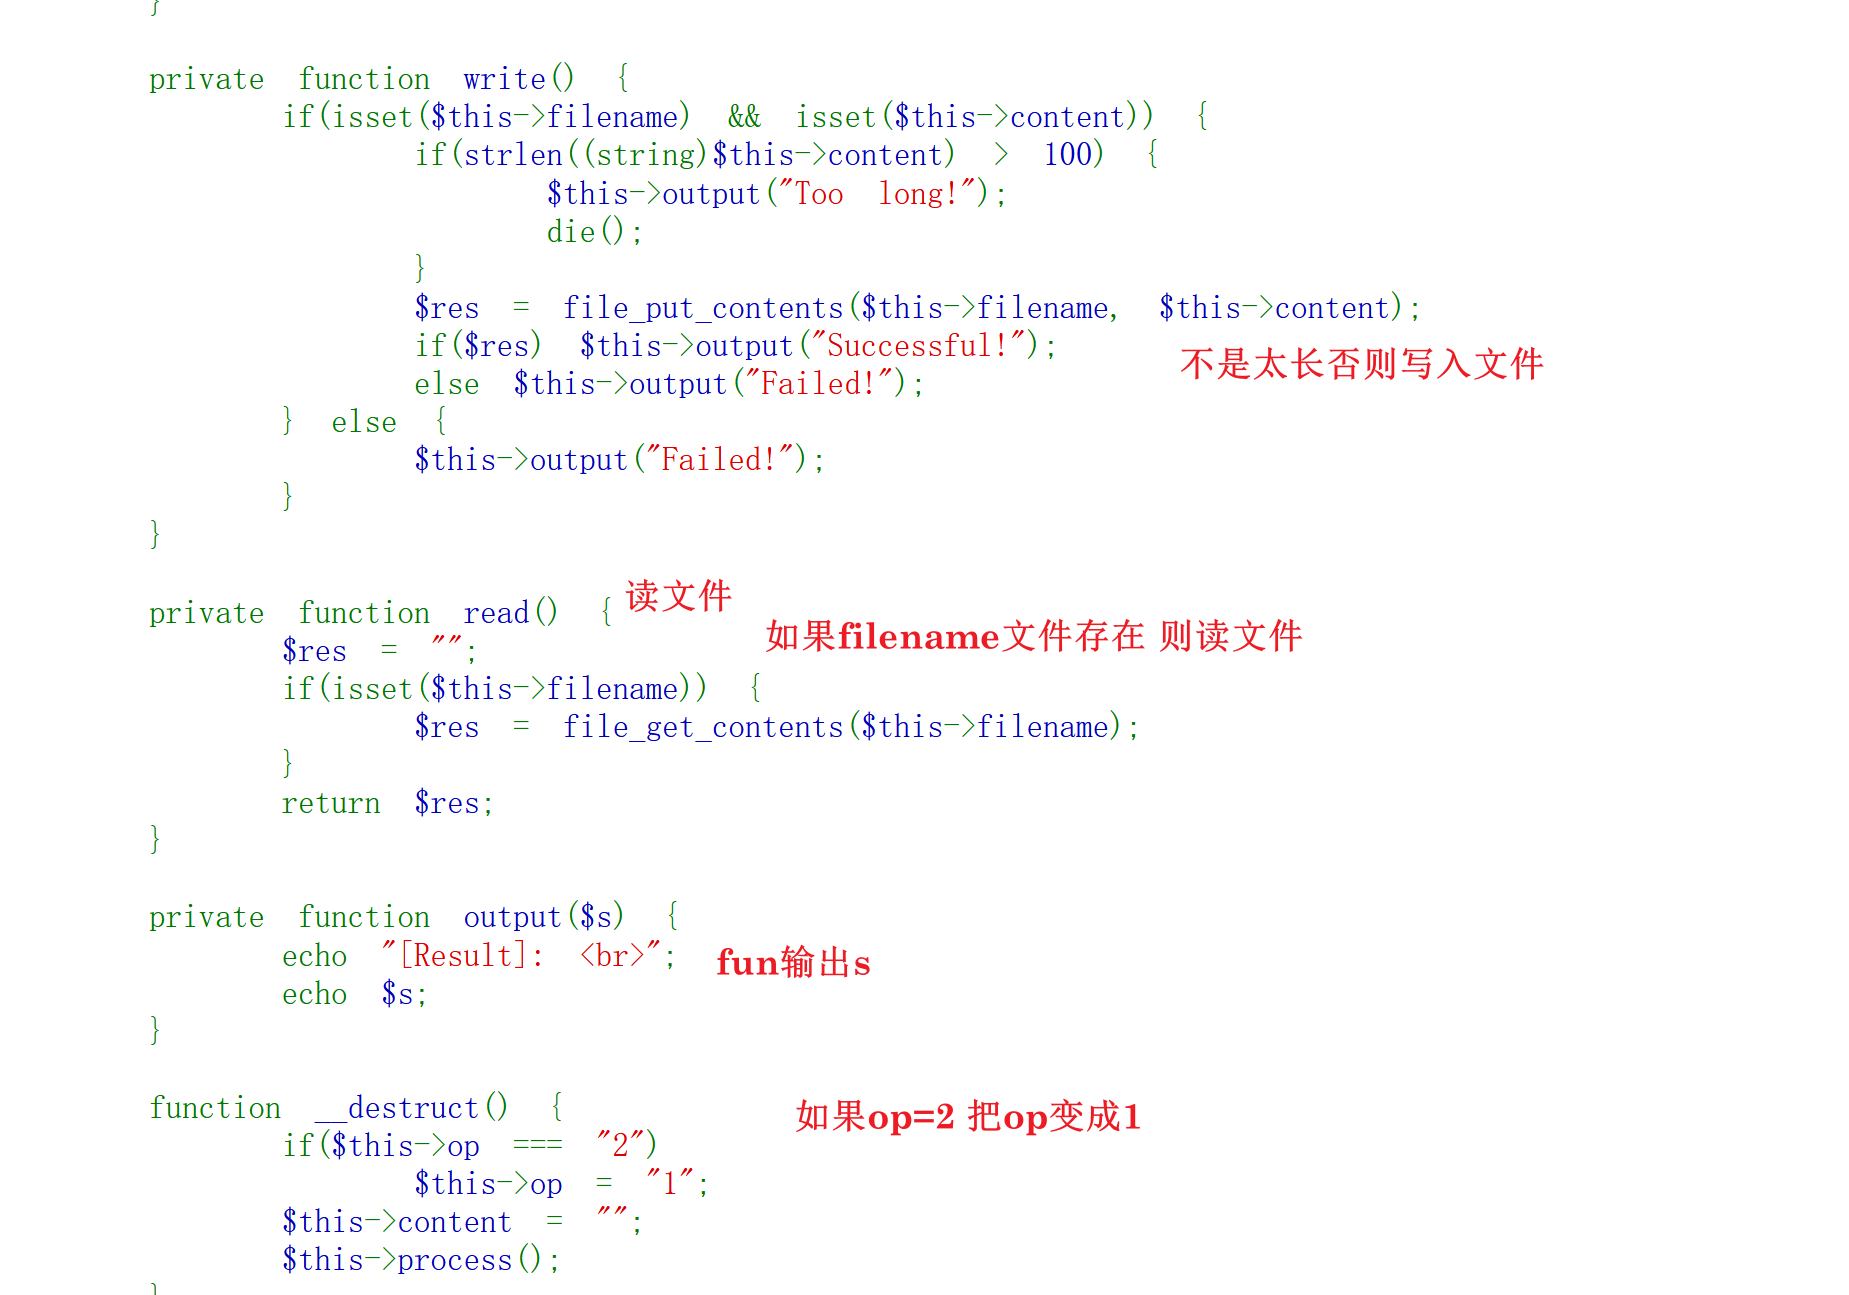 }
private function write() {
if(isset($this->filename) && isset($this->content)) {
if(strlen((string)$this->content) > 100) {
$this->output("Too long!");
die();
}
$res = file_put_contents($this->filename, $this->content);
if($res) $this->output("Successful!");
不是太长否则写入文件
else $this->output("Failed!");
} else {
$this->output("Failed!");
}
}
private function read() { 读文件
如果filename文件存在 则读文件
$res = "";
if(isset($this->filename)) {
$res = file_get_contents($this->filename);
}
return $res;
}
private function output($s) {
echo "[Result]: <br>"; fun输出s
echo $s;
}
function __destruct() { 如果op=2 把op变成1
if($this->op === "2")
$this->op = "1";
$this->content = "";
$this->process();
}